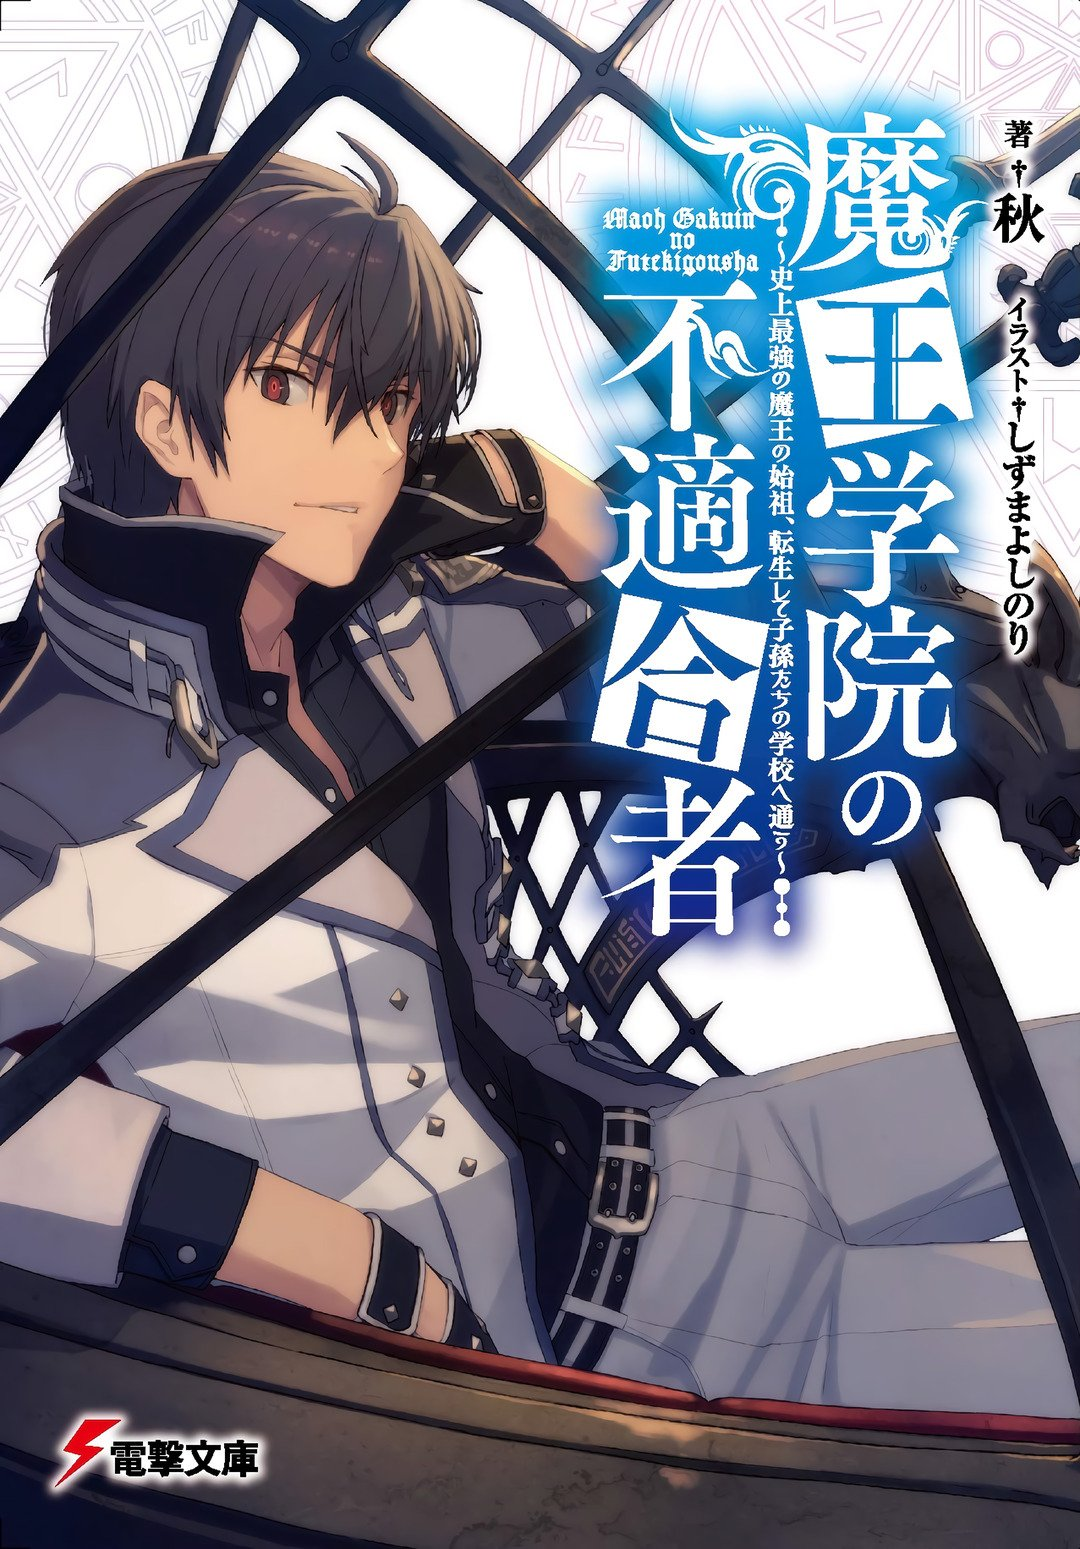 著†秋
イラスト†しずまよしのり
魔王学院の
～史上最強の魔王の始祖、転生して子孫たちの学校へ通う～
不適合者
Maoh Gakuin
no
Futekigousha
電撃文庫